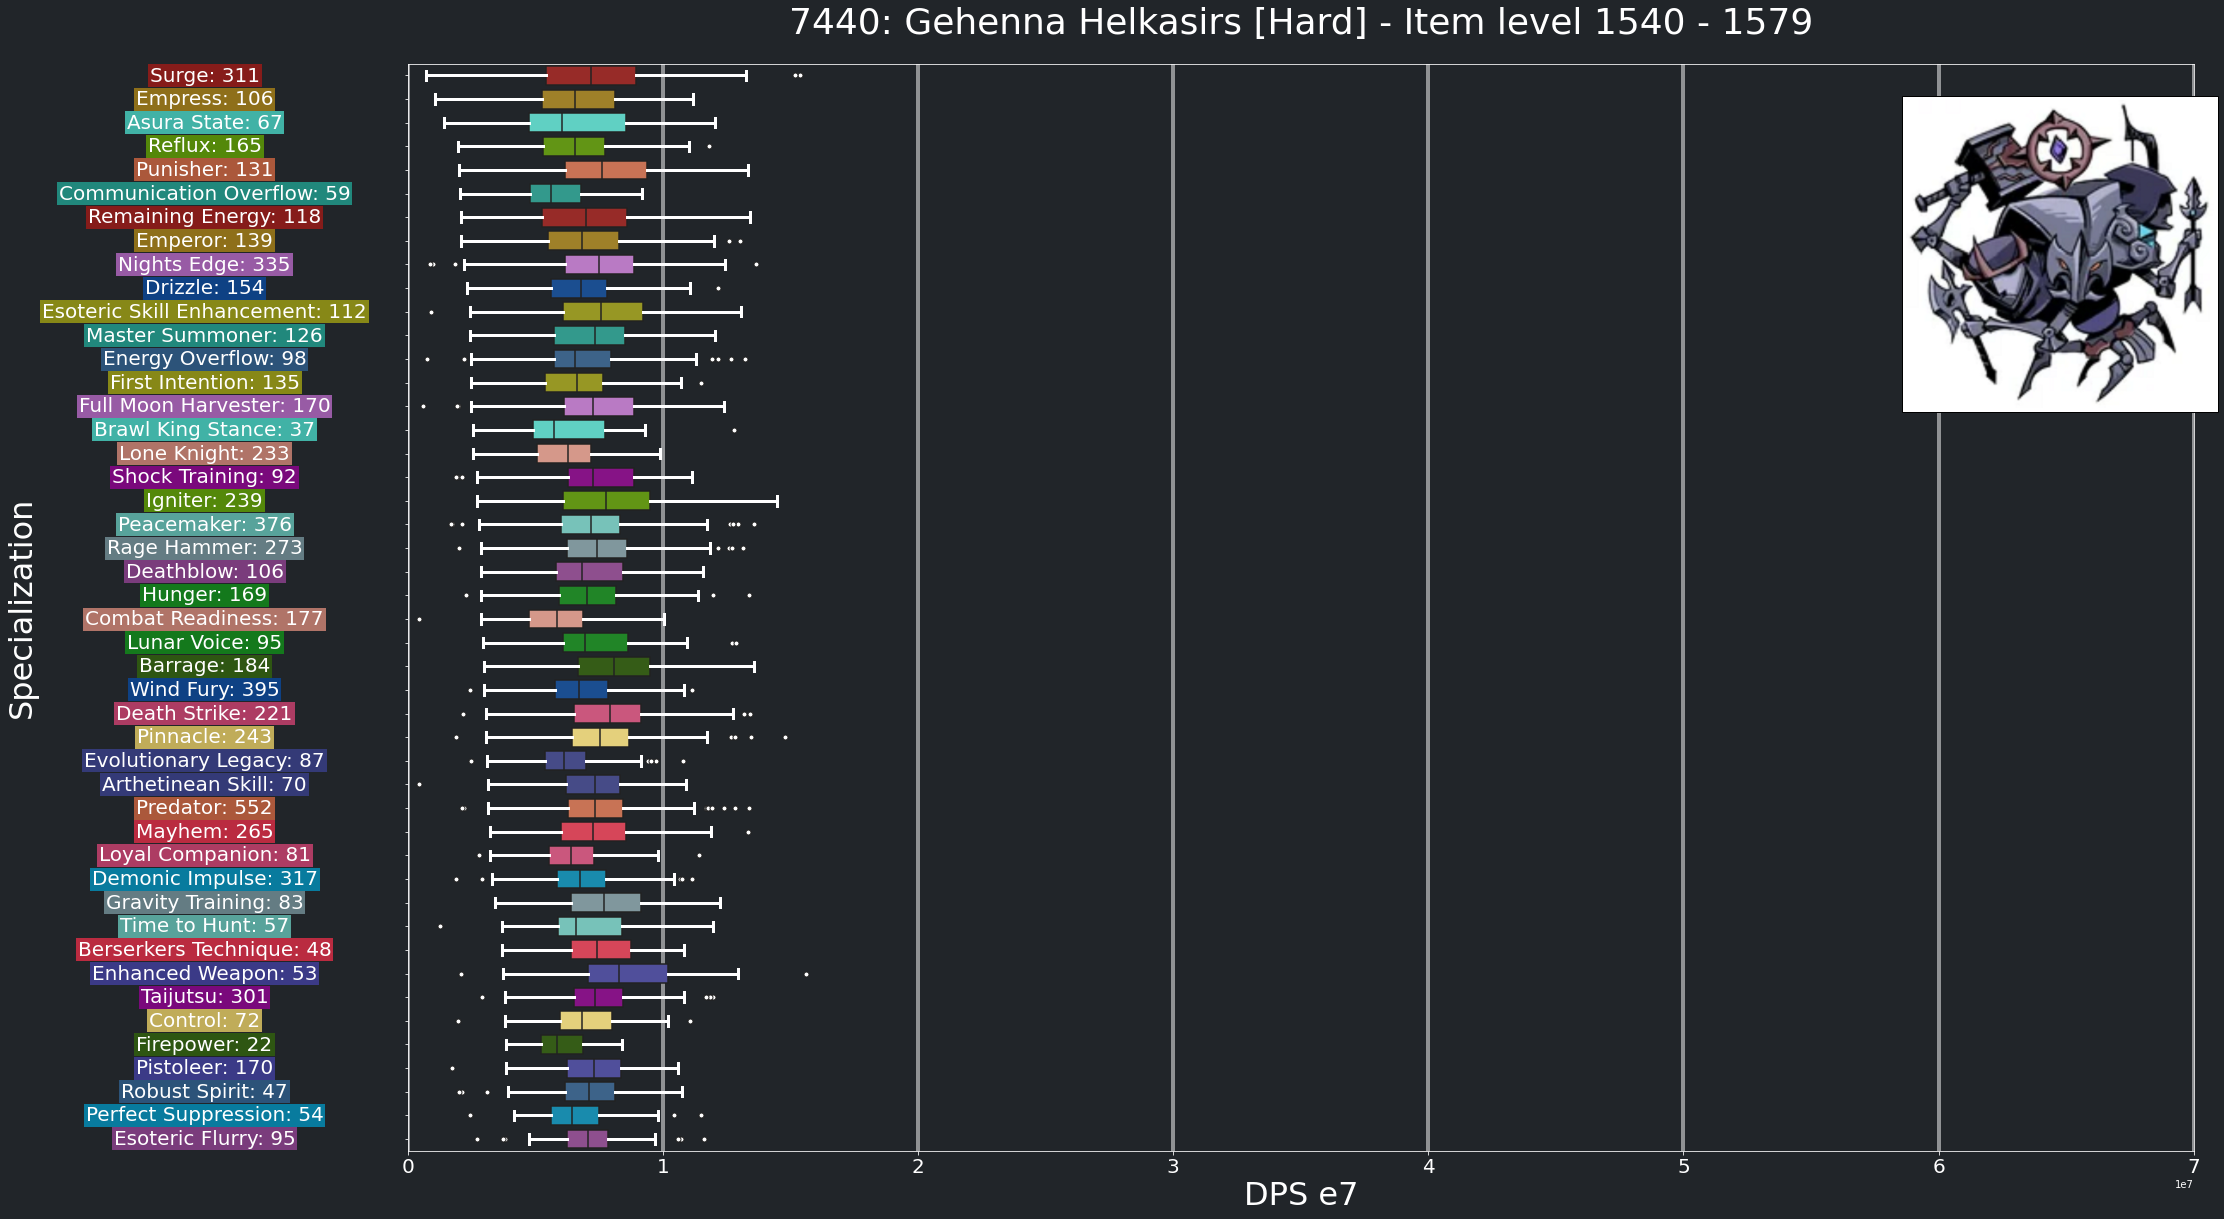 7440: Gehenna Helkasirs [Hard] - Item level 1540 - 1579
Surge: 311
Empress: 106
Asura State: 67
Reflux: 165
Punisher: 131
Communication Overflow: 59
Remaining Energy: 118
Emperor: 139
Nights Edge: 335
Drizzle: 154
Esoteric Skill Enhancement: 112
Master Summoner: 126
Energy Overflow: 98
First Intention: 135
Full Moon Harvester: 170
Brawl King Stance: 37
Lone Knight: 233
Shock Training: 92
Igniter: 239
Peacemaker: 376
Rage Hammer: 273
Deathblow: 106
Hunger: 169
Combat Readiness: 177
Lunar Voice: 95
Barrage: 184
Wind Fury: 395
Death Strike: 221
Pinnacle: 243
Evolutionary Legacy: 87
Arthetinean Skill: 70
Predator: 552
Mayhem: 265
Loyal Companion: 81
Demonic Impulse: 317
Gravity Training: 83
Time to Hunt: 57
Berserkers Technique: 48
Enhanced Weapon: 53
Taijutsu: 301
Control: 72
Firepower: 22
Pistoleer: 170
Robust Spirit: 47
Perfect Suppression: 54
Esoteric Flurry: 95
Specialization
0 1 2 3 4 5 6 7
1e7
DPS e7